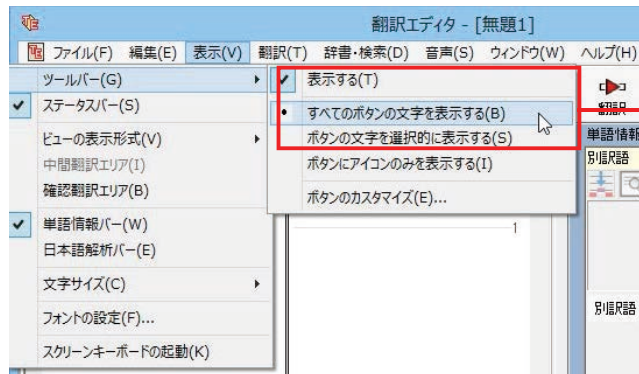 翻訳エディタ - [無題1]
ファイル(F) 編集(E) 表示(V) 翻訳(T) 辞書・検索(D) 音声(S) ウィンドウ(W) ヘルプ(H)
ツールバー(G)
ステータスバー(S)
ビューの表示形式(V)
中間翻訳エリア(I)
確認翻訳エリア(B)
単語情報バー(W)
日本語解析バー(E)
文字サイズ(C)
フォントの設定(F)...
スクリーンキーボードの起動(K)
表示する(T)
すべてのボタンの文字を表示する(B)
ボタンの文字を選択的に表示する(S)
ボタンにアイコンのみを表示する(I)
ボタンのカスタマイズ(E)...
1
翻訳
単語情報
別訳語
別訳語